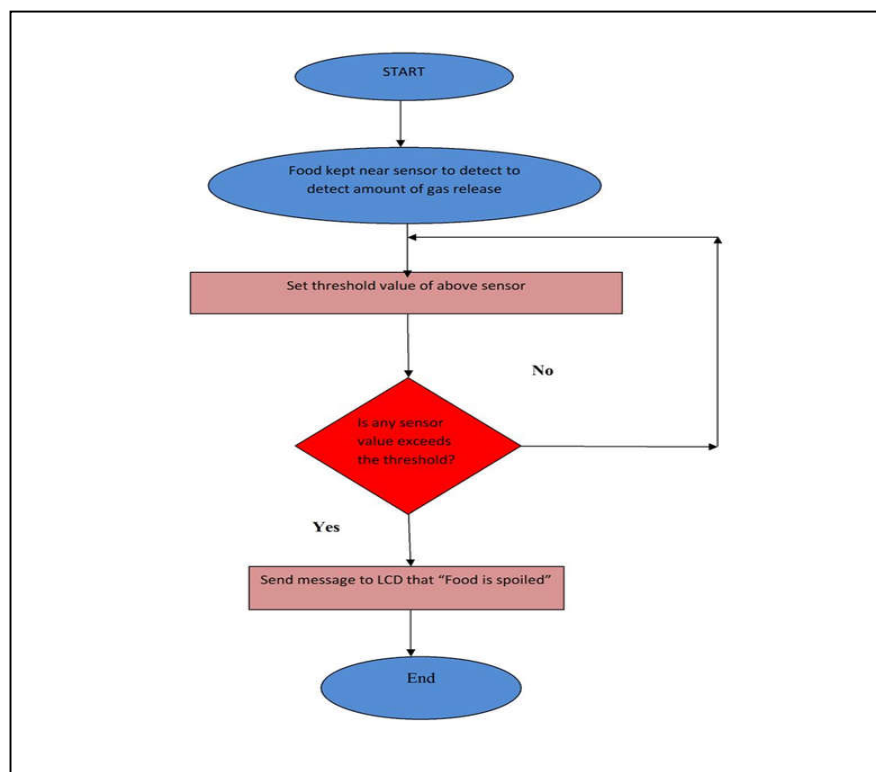 START
Food kept near sensor to detect to
detect amount of gas release
Set threshold value of above sensor
No
Is any sensor
value exceeds
the threshold?
Yes
Send message to LCD that “Food is spoiled”
End